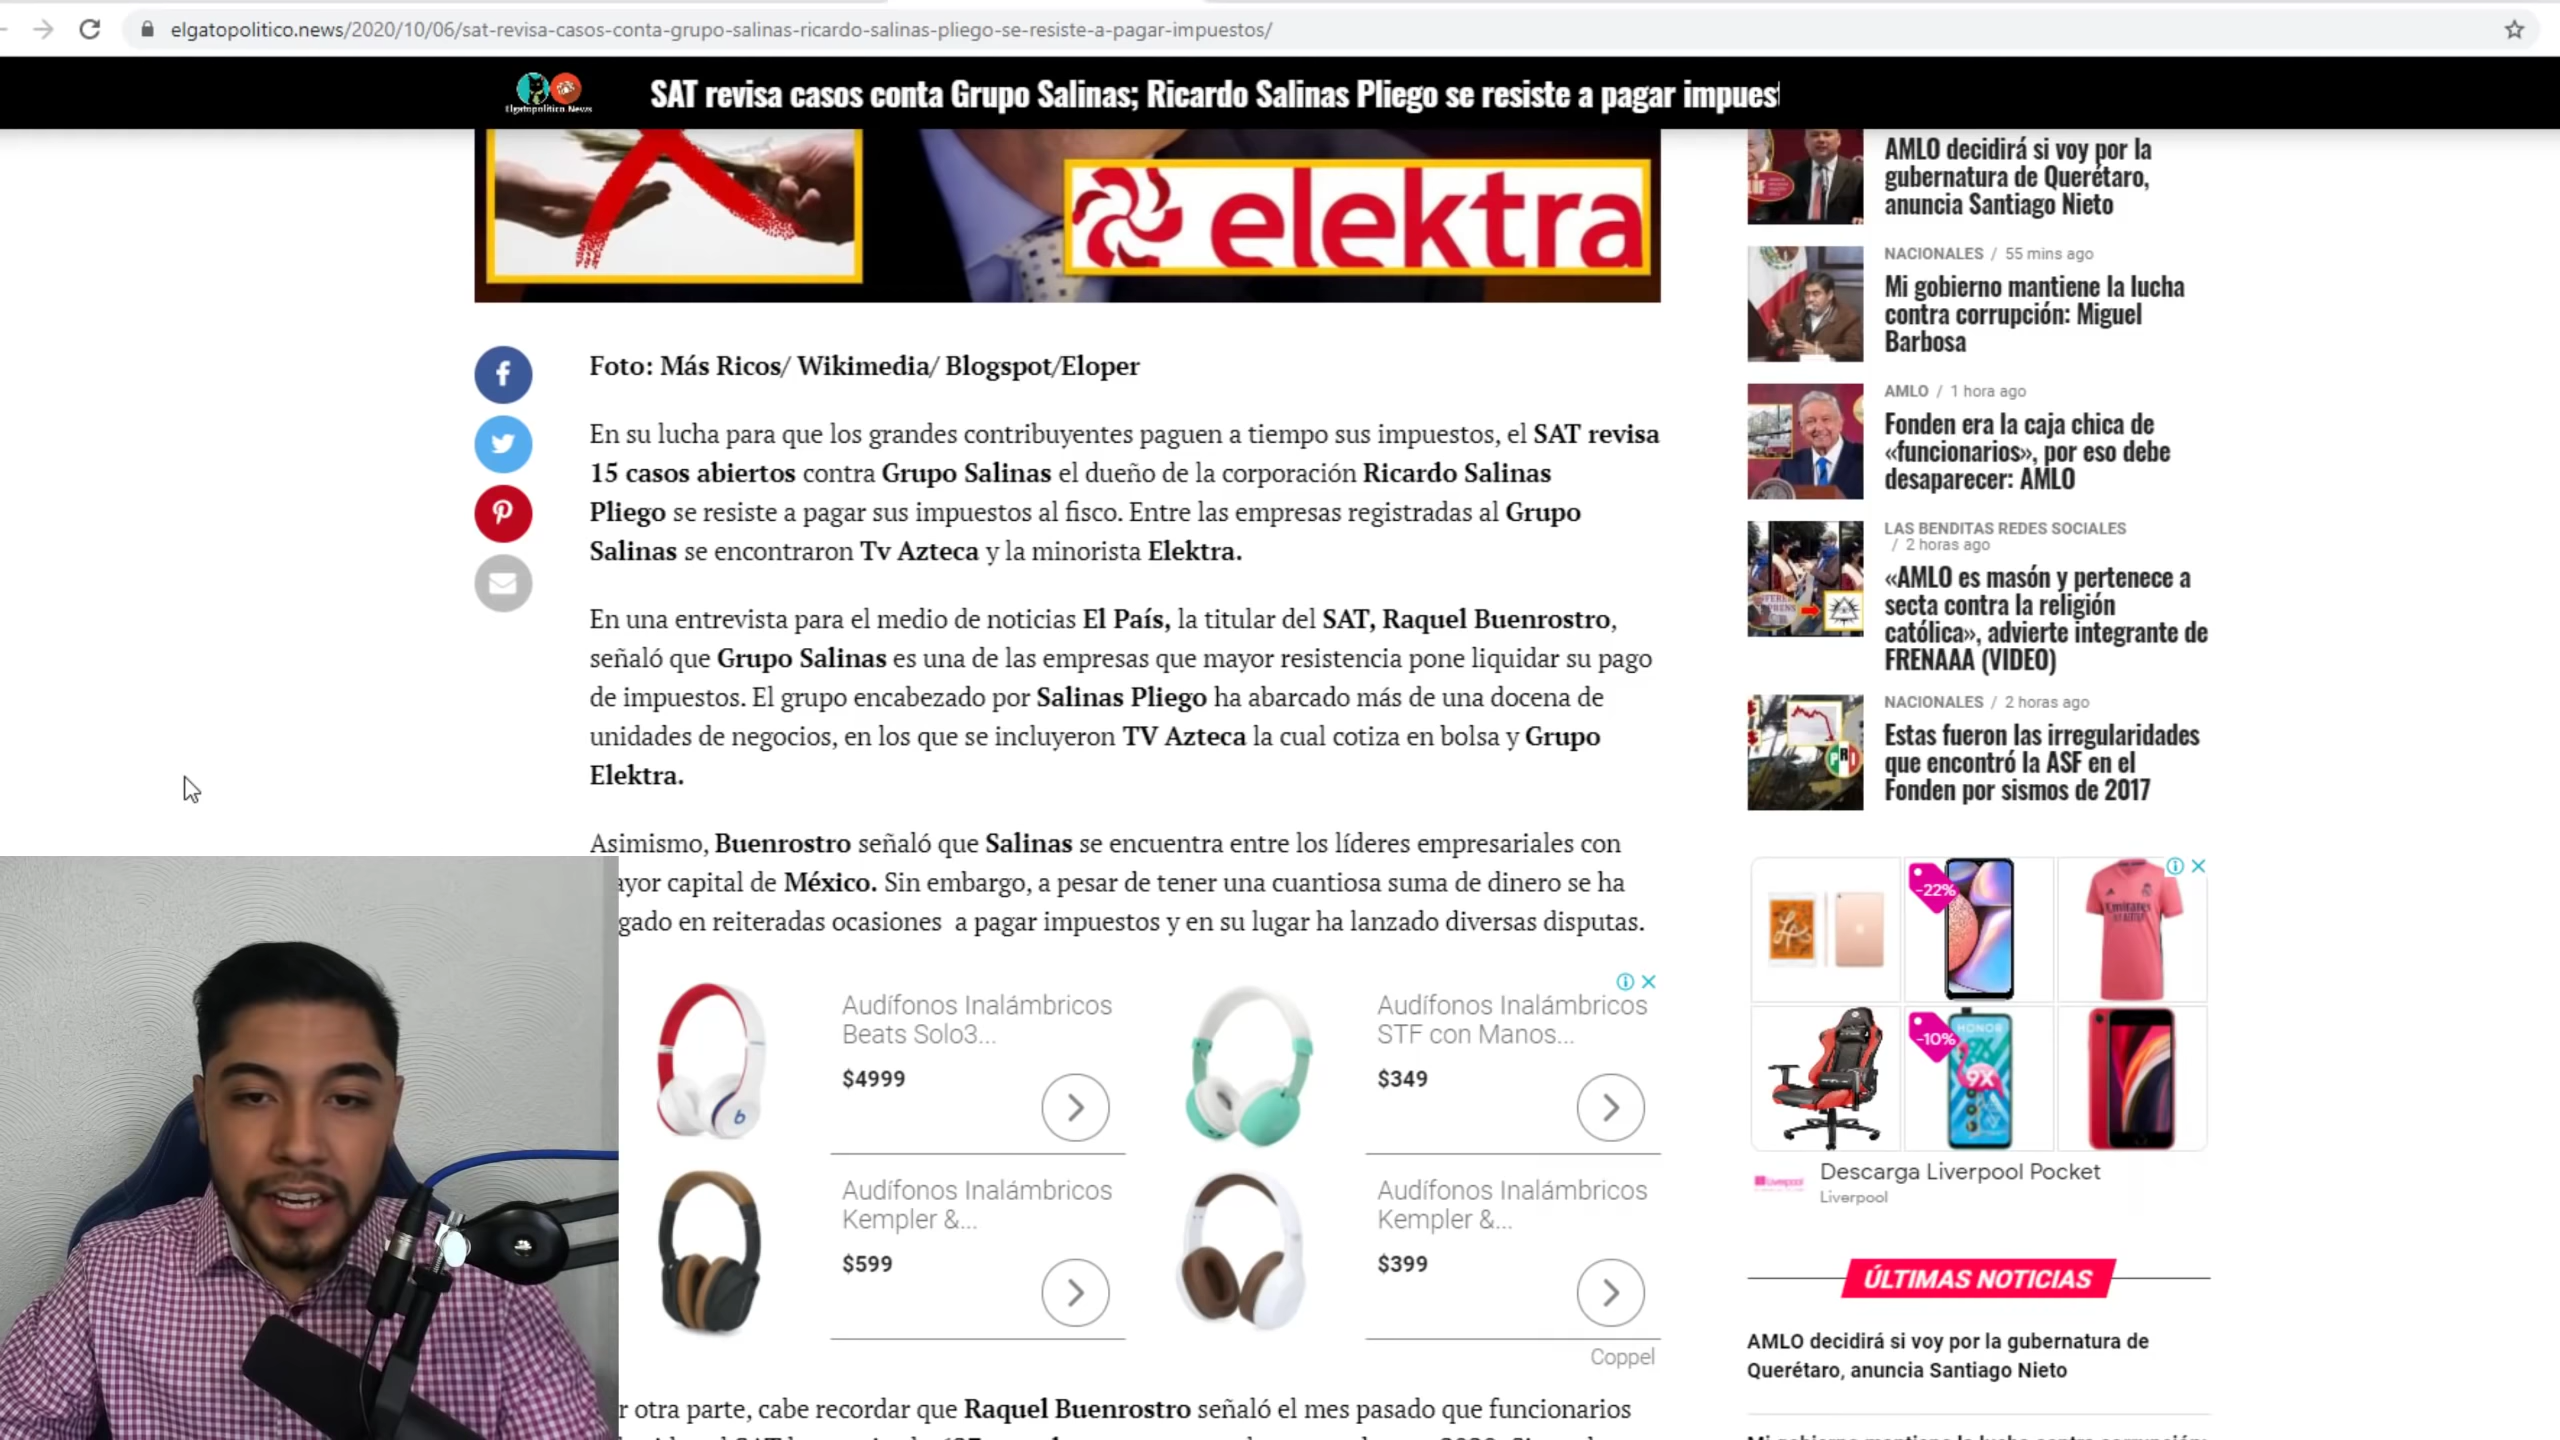 elgatopolitico.news/2020/10/06/sat-revisa-casos-conta-grupo-salinas-ricardo-salinas-pliego-se-resiste-a-pagar-impuestos/
Elgatopolitico News
SAT revisa casos conta Grupo Salinas; Ricardo Salinas Pliego se resiste a pagar impues
elektra
Foto: Más Ricos/ Wikimedia/ Blogspot/Eloper
En su lucha para que los grandes contribuyentes paguen a tiempo sus impuestos, el SAT revisa
15 casos abiertos contra Grupo Salinas el dueño de la corporación Ricardo Salinas
Pliego se resiste a pagar sus impuestos al fisco. Entre las empresas registradas al Grupo
Salinas se encontraron Tv Azteca y la minorista Elektra.
En una entrevista para el medio de noticias El País, la titular del SAT, Raquel Buenrostro,
señaló que Grupo Salinas es una de las empresas que mayor resistencia pone liquidar su pago
de impuestos. El grupo encabezado por Salinas Pliego ha abarcado más de una docena de
unidades de negocios, en los que se incluyeron TV Azteca la cual cotiza en bolsa y Grupo
Elektra.
Asimismo, Buenrostro señaló que Salinas se encuentra entre los líderes empresariales con
ayor capital de México. Sin embargo, a pesar de tener una cuantiosa suma de dinero se ha
gado en reiteradas ocasiones a pagar impuestos y en su lugar ha lanzado diversas disputas.
Audífonos Inalámbricos
Beats Solo3...
$4999
Audífonos Inalámbricos
STF con Manos...
$349
Audífonos Inalámbricos
Kempler &...
$599
Audífonos Inalámbricos
Kempler &...
$399
Coppel
r otra parte, cabe recordar que Raquel Buenrostro señaló el mes pasado que funcionarios
AMLO decidirá si voy por la
gubernatura de Querétaro,
anuncia Santiago Nieto
NACIONALES / 55 mins ago
Mi gobierno mantiene la lucha
contra corrupción: Miguel
Barbosa
AMLO / 1 hora ago
Fonden era la caja chica de
«funcionarios», por eso debe
desaparecer: AMLO
LAS BENDITAS REDES SOCIALES
/ 2 horas ago
«AMLO es masón y pertenece a
secta contra la religión
católica», advierte integrante de
FRENAAA (VIDEO)
NACIONALES / 2 horas ago
Estas fueron las irregularidades
que encontró la ASF en el
Fonden por sismos de 2017
PRI
-22%
Emirates
-10%
HONOR
9X
Descarga Liverpool Pocket
Liverpool
Liverpool
ÚLTIMAS NOTICIAS
AMLO decidirá si voy por la gubernatura de
Querétaro, anuncia Santiago Nieto